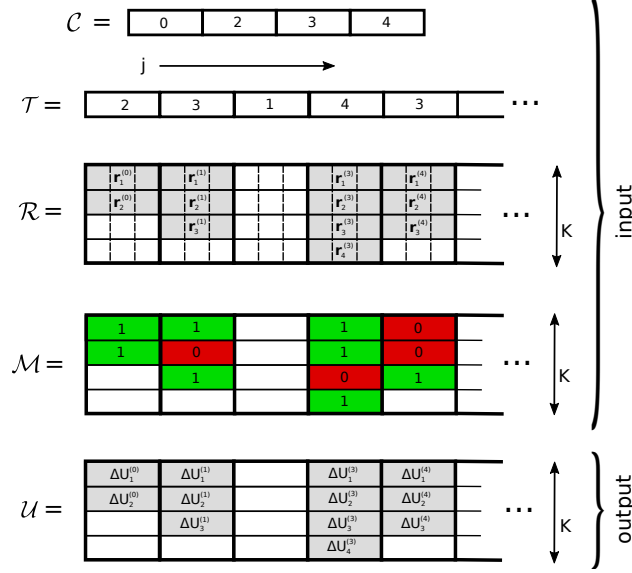 𝒞 = 0 2 3 4
j
𝒯 = 2 3 1 4 3 ...
ℛ = ...
r₁⁽⁰⁾ r₁⁽¹⁾ r₁⁽³⁾ r₁⁽⁴⁾
r₂⁽⁰⁾ r₂⁽¹⁾ r₂⁽³⁾ r₂⁽⁴⁾
r₃⁽¹⁾ r₃⁽³⁾ r₃⁽⁴⁾
r₄⁽³⁾
K
input
ℳ = ...
1 1 1 0
1 0 1 0
1 0 1
1
K
𝒰 = ...
ΔU₁⁽⁰⁾ ΔU₁⁽¹⁾ ΔU₁⁽³⁾ ΔU₁⁽⁴⁾
ΔU₂⁽⁰⁾ ΔU₂⁽¹⁾ ΔU₂⁽³⁾ ΔU₂⁽⁴⁾
ΔU₃⁽¹⁾ ΔU₃⁽³⁾ ΔU₃⁽⁴⁾
ΔU₄⁽³⁾
K
output